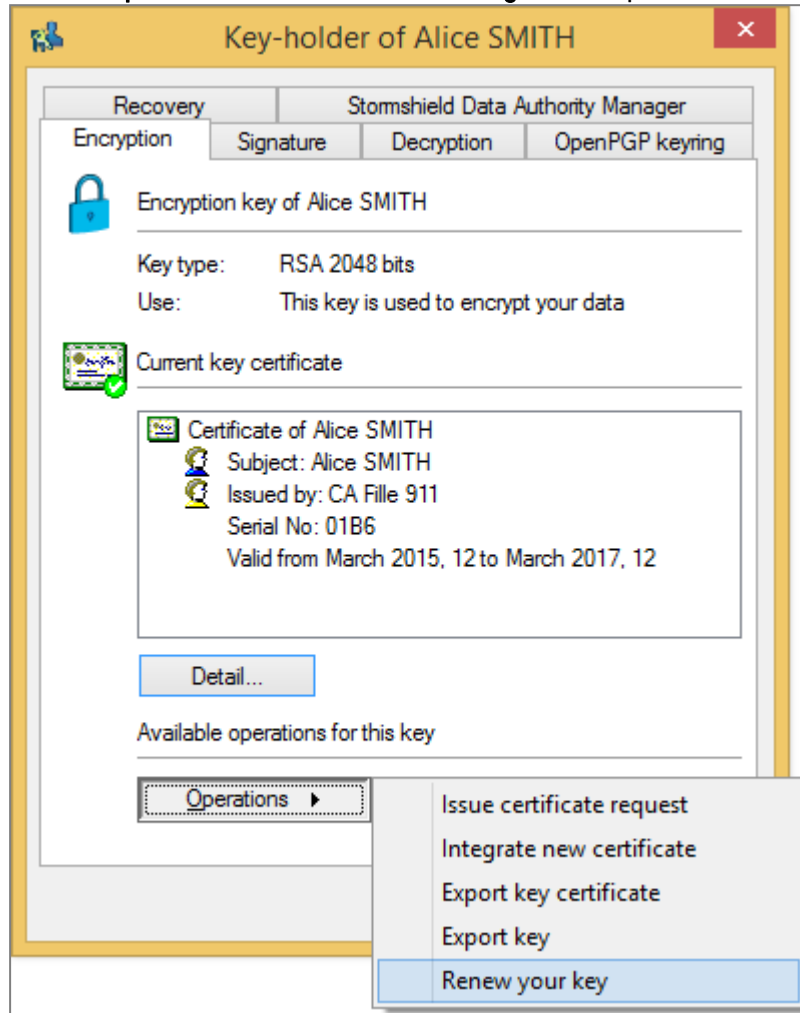 Key-holder of Alice SMITH
Recovery
Stormshield Data Authority Manager
Encryption
Signature
Decryption
OpenPGP keyring
Encryption key of Alice SMITH
Key type: RSA 2048 bits
Use: This key is used to encrypt your data
Current key certificate
Certificate of Alice SMITH
Subject: Alice SMITH
Issued by: CA Fille 911
Serial No: 01B6
Valid from March 2015, 12 to March 2017, 12
Detail...
Available operations for this key
Operations
Issue certificate request
Integrate new certificate
Export key certificate
Export key
Renew your key